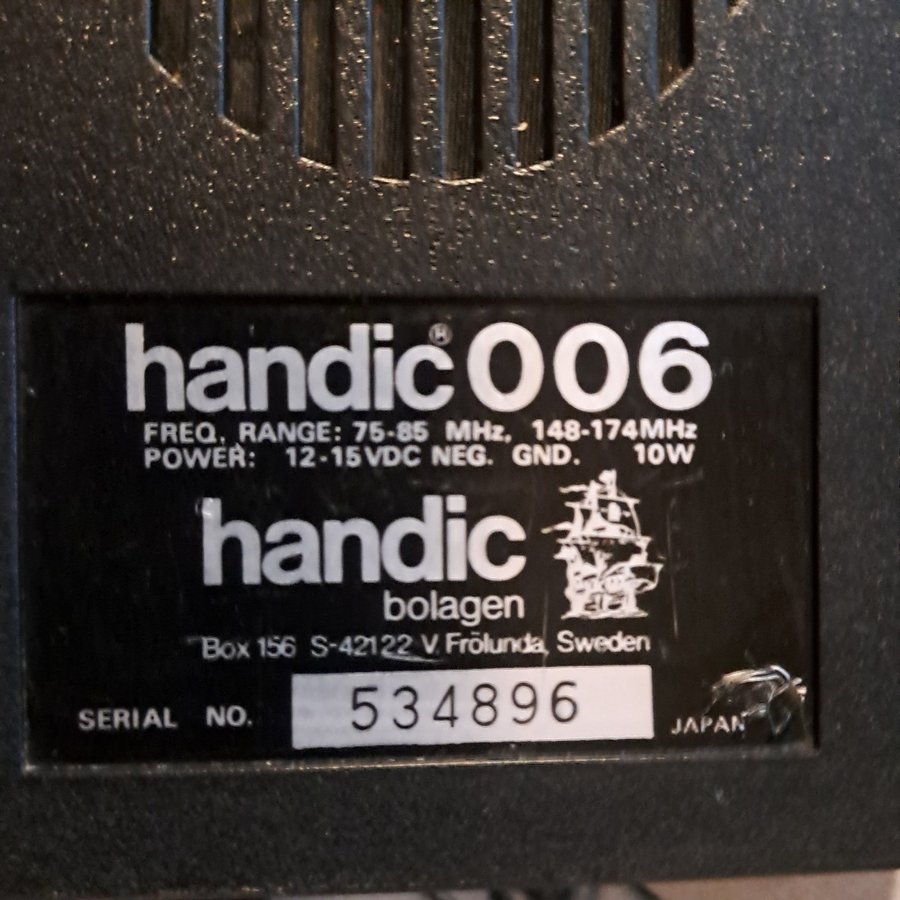 handic® 006
FREQ. RANGE: 75-85 MHz, 148-174MHz
POWER: 12-15VDC NEG. GND. 10W
handic
bolagen
Box 156 S-42122 V Frölunda, Sweden
SERIAL NO. 534896 JAPAN